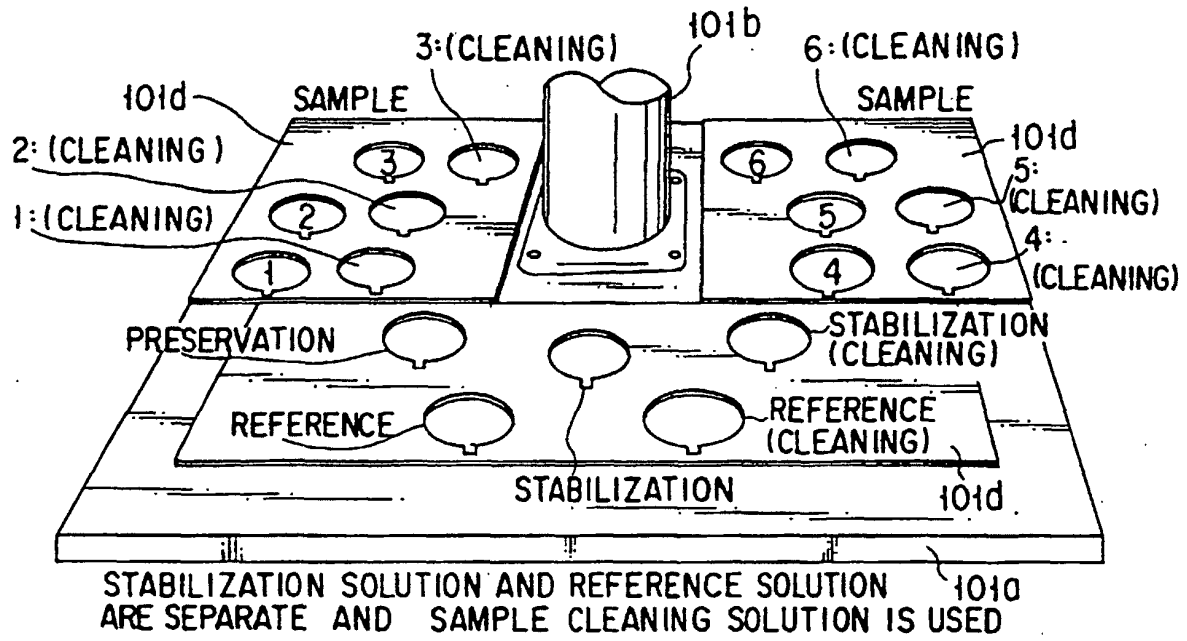 3:(CLEANING)
101b
6:(CLEANING)
101d
SAMPLE
SAMPLE
101d
2:(CLEANING)
5:
(CLEANING)
1:(CLEANING)
4:
(CLEANING)
3
6
2
5
1
4
PRESERVATION
STABILIZATION
(CLEANING)
REFERENCE
REFERENCE
(CLEANING)
STABILIZATION
101d
101a
STABILIZATION SOLUTION AND REFERENCE SOLUTION
ARE SEPARATE AND SAMPLE CLEANING SOLUTION IS USED